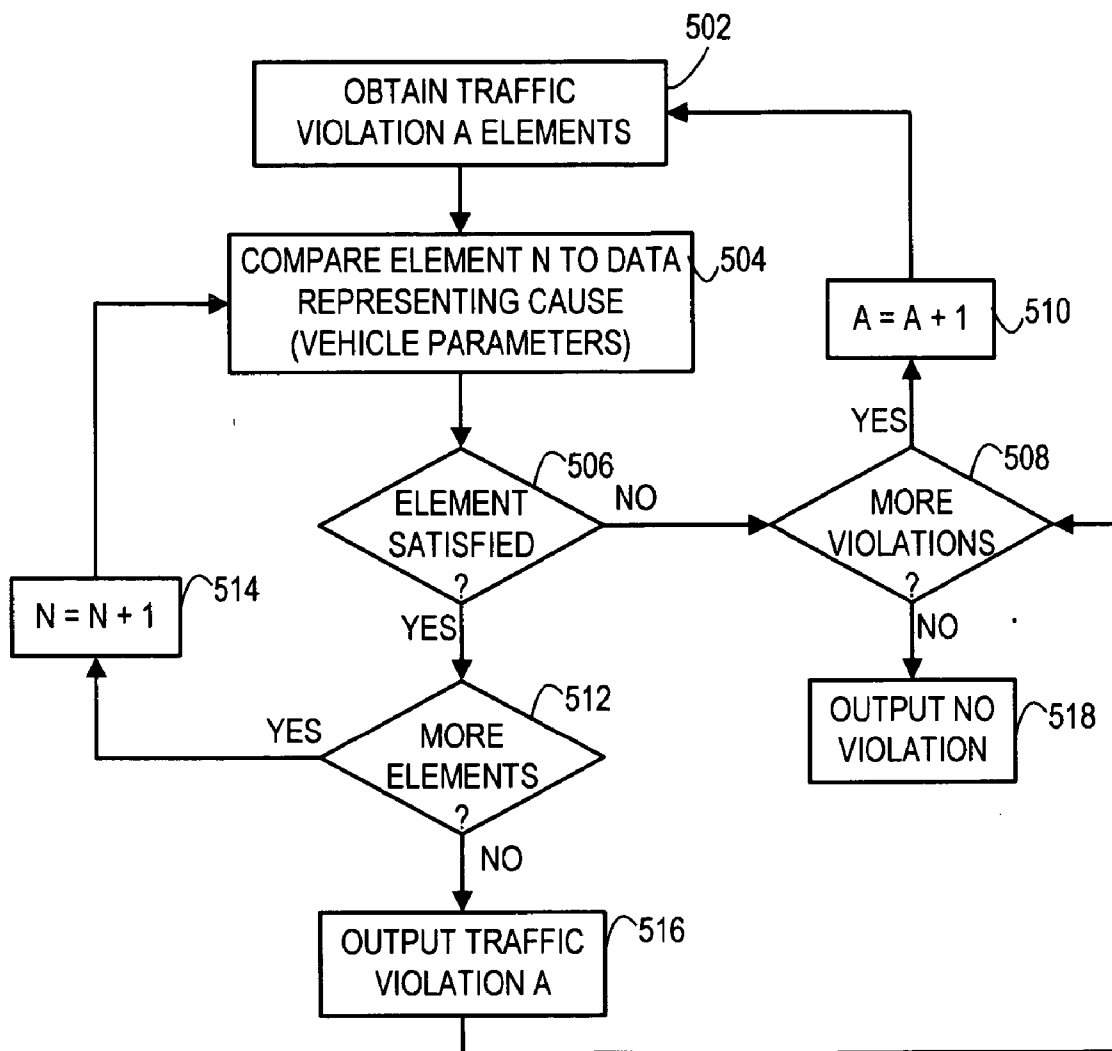 502
OBTAIN TRAFFIC
VIOLATION A ELEMENTS
COMPARE ELEMENT N TO DATA
REPRESENTING CAUSE
(VEHICLE PARAMETERS)
504
A = A + 1
510
YES
506
ELEMENT
SATISFIED
?
NO
508
MORE
VIOLATIONS
?
514
N = N + 1
YES
NO
512
YES
MORE
ELEMENTS
?
OUTPUT NO
VIOLATION
518
NO
OUTPUT TRAFFIC
VIOLATION A
516